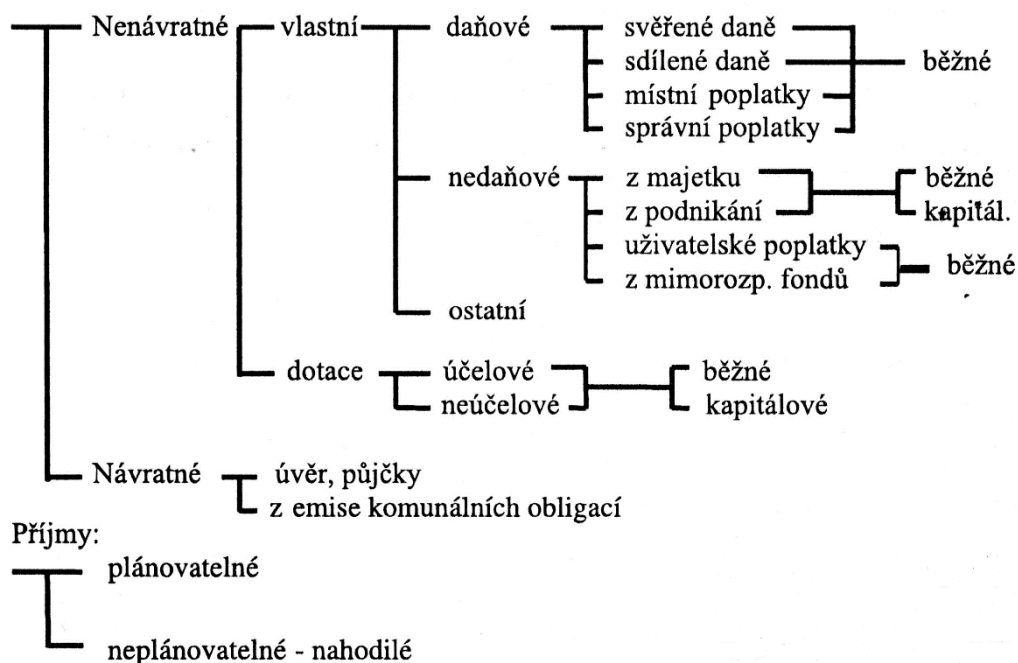 Nenávratné vlastní daňové svěřené daně
sdílené daně běžné
místní poplatky
správní poplatky
nedaňové z majetku běžné
z podnikání kapitál.
uživatelské poplatky
z mimorozp. fondů běžné
ostatní
dotace účelové běžné
neúčelové kapitálové
Návratné úvěr, půjčky
z emise komunálních obligací
Příjmy:
plánovatelné
neplánovatelné - nahodilé